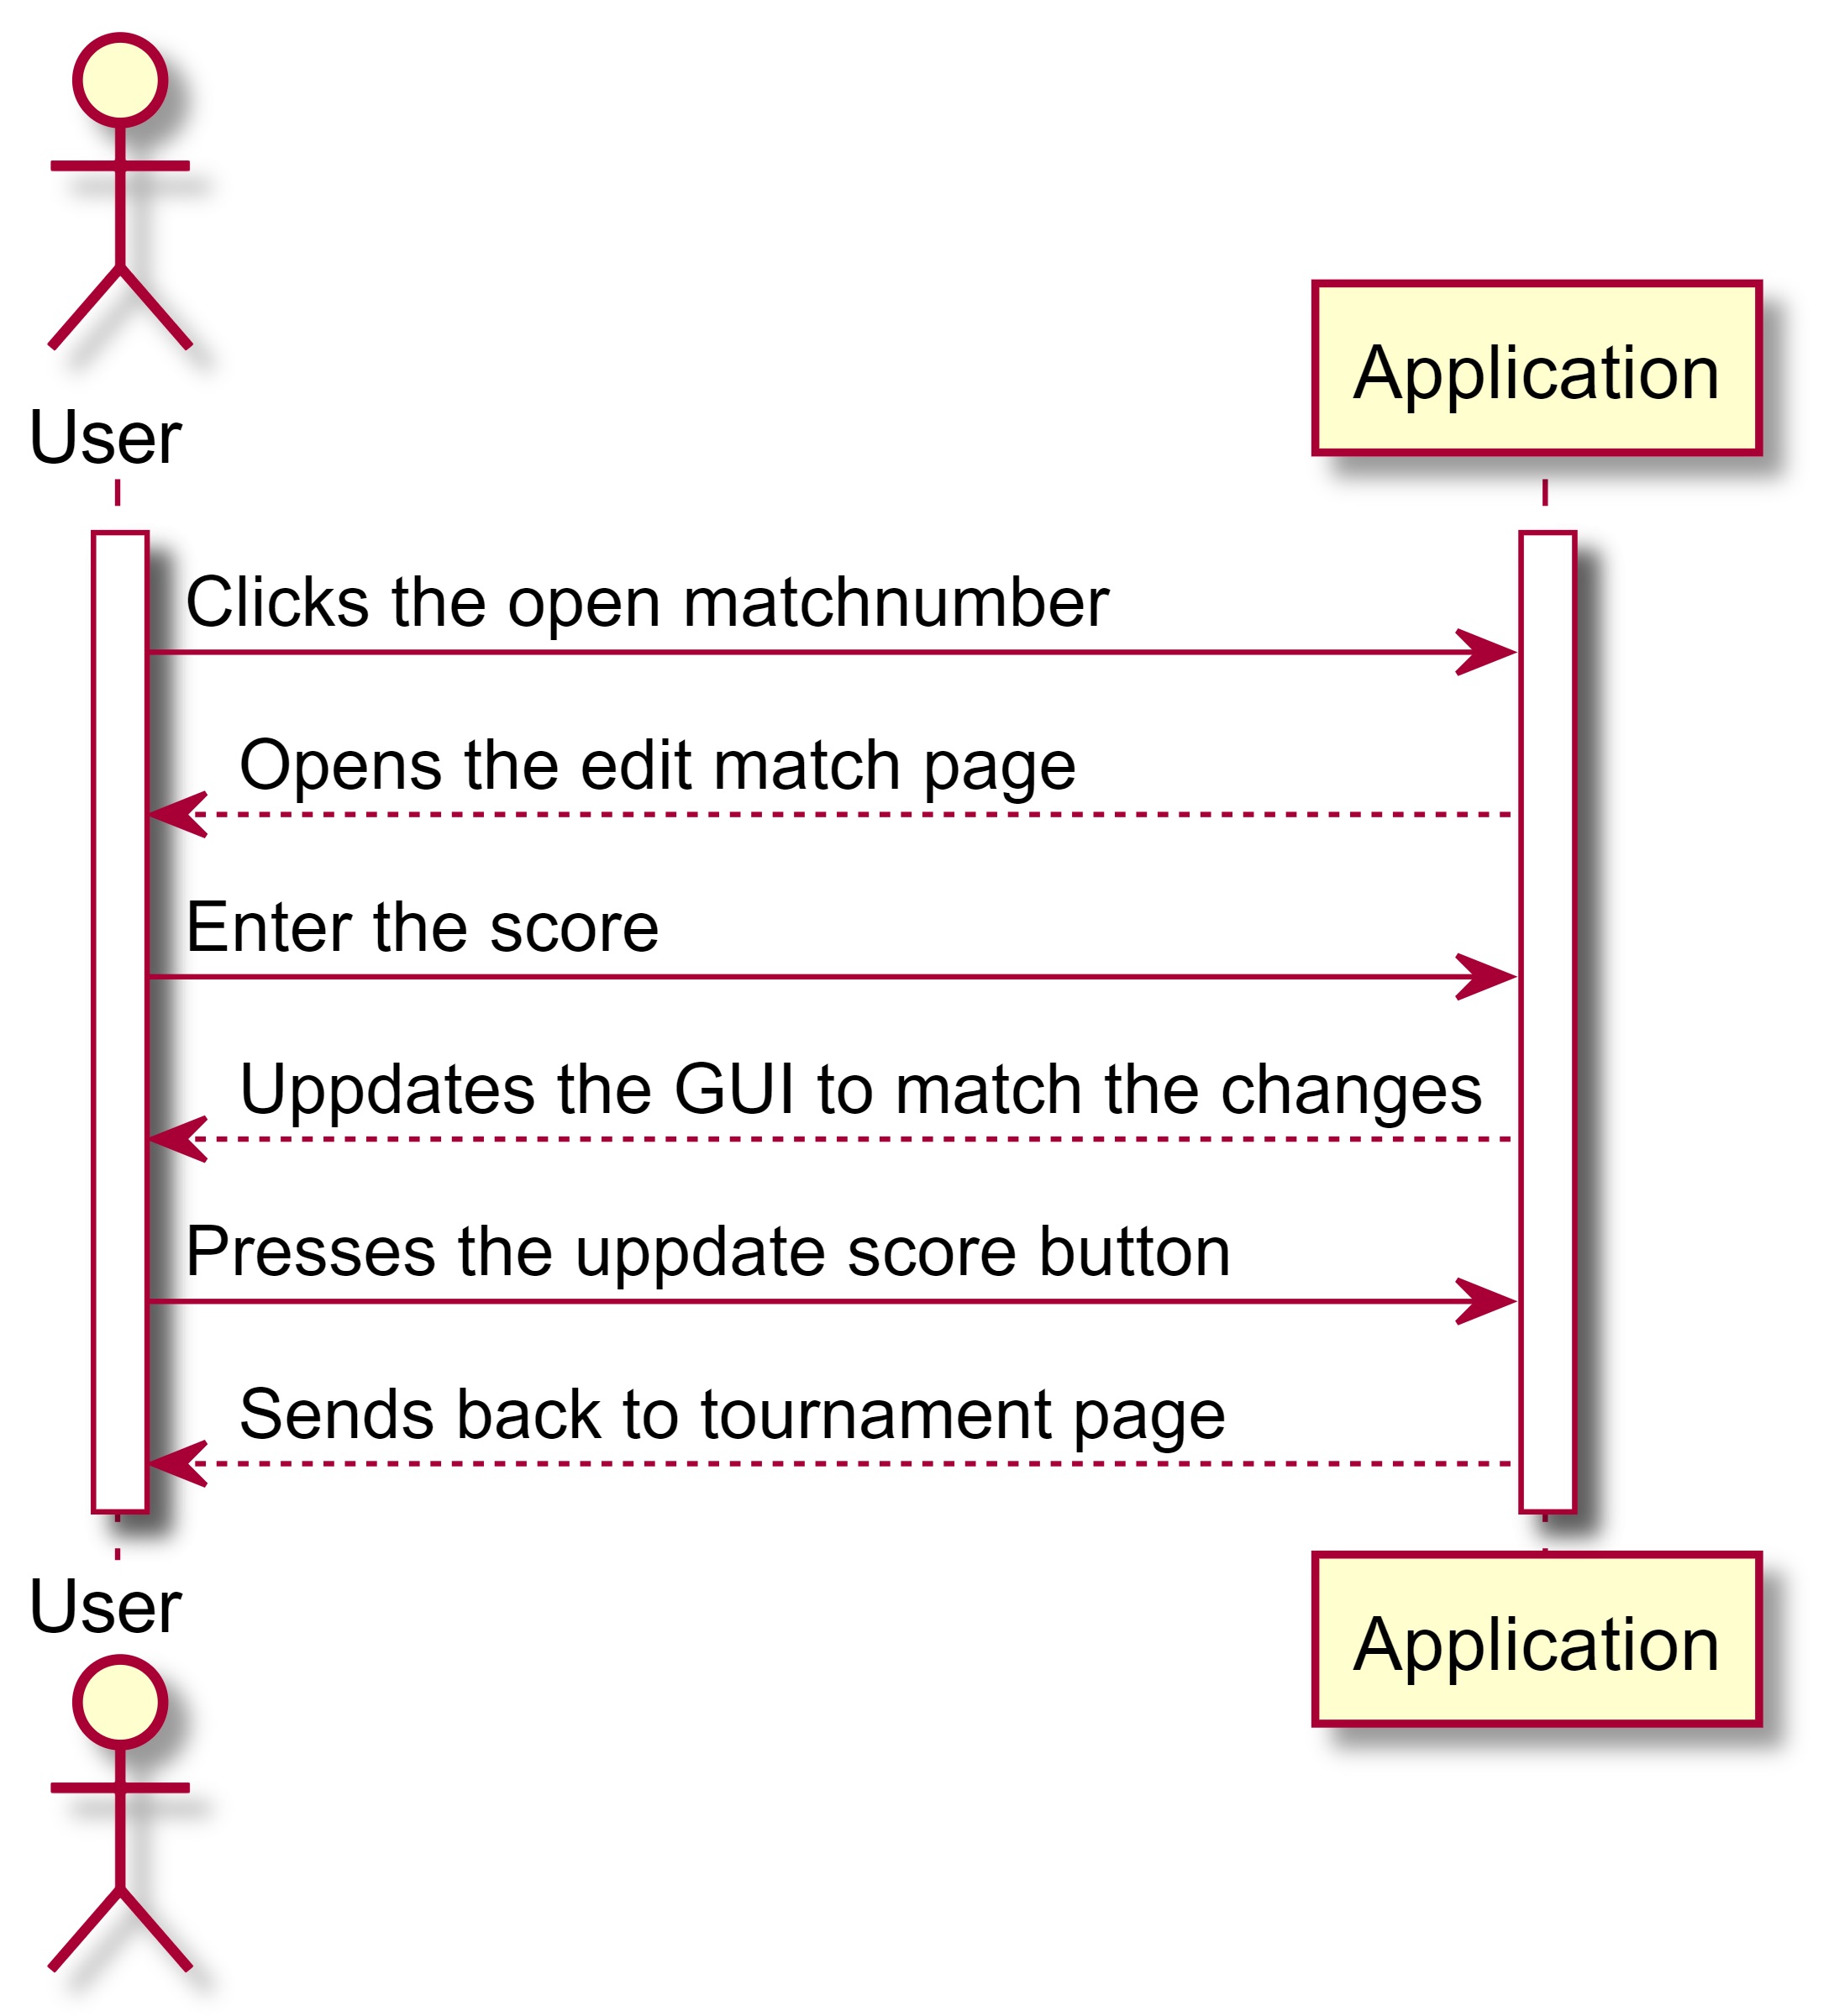 User
Application
Clicks the open matchnumber
Opens the edit match page
Enter the score
Uppdates the GUI to match the changes
Presses the uppdate score button
Sends back to tournament page
User
Application